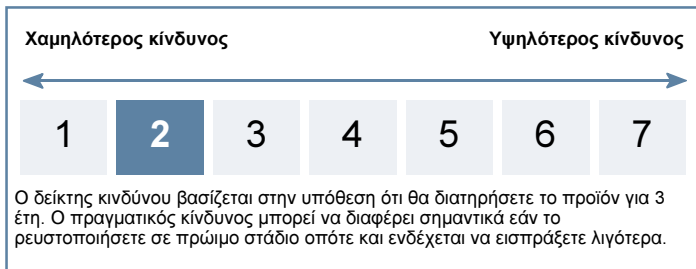 Χαμηλότερος κίνδυνος Υψηλότερος κίνδυνος
1 2 3 4 5 6 7
Ο δείκτης κινδύνου βασίζεται στην υπόθεση ότι θα διατηρήσετε το προϊόν για 3
έτη. Ο πραγματικός κίνδυνος μπορεί να διαφέρει σημαντικά εάν το
ρευστοποιήσετε σε πρώιμο στάδιο οπότε και ενδέχεται να εισπράξετε λιγότερα.